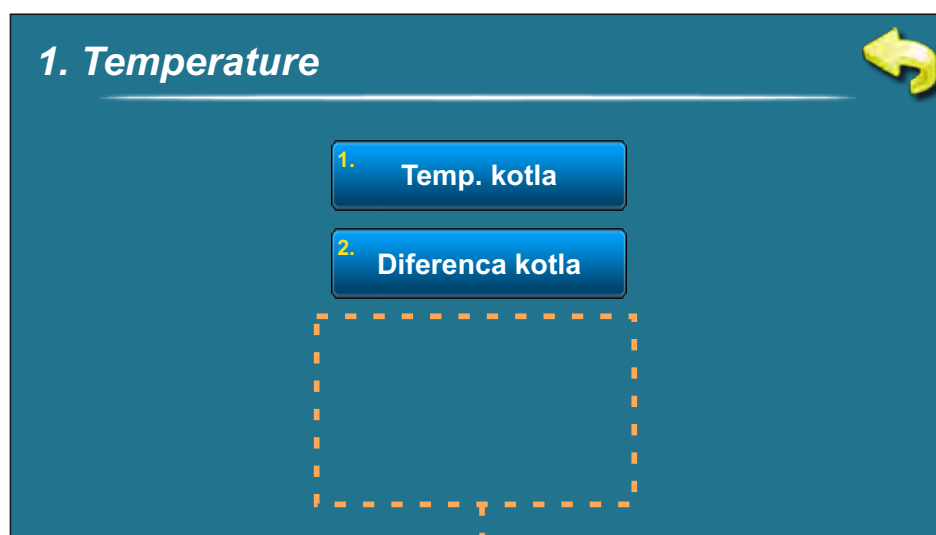 1. Temperature
1.
Temp. kotla
2.
Diferenca kotla